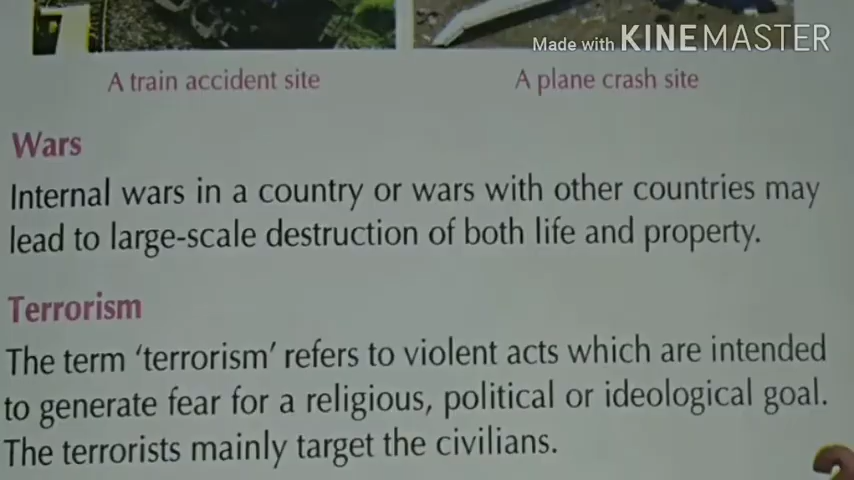 Made with KINEMASTER
A train accident site
A plane crash site
Wars
Internal wars in a country or wars with other countries may
lead to large-scale destruction of both life and property.
Terrorism
The term ‘terrorism’ refers to violent acts which are intended
to generate fear for a religious, political or ideological goal.
The terrorists mainly target the civilians.